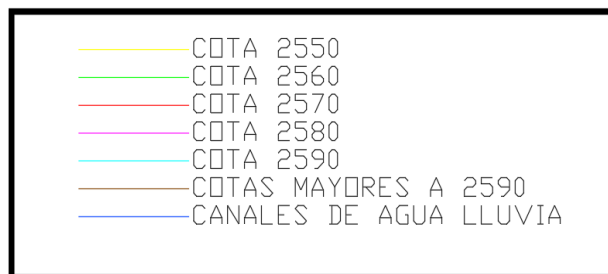 COTA 2550
COTA 2560
COTA 2570
COTA 2580
COTA 2590
COTAS MAYORES A 2590
CANALES DE AGUA LLUVIA